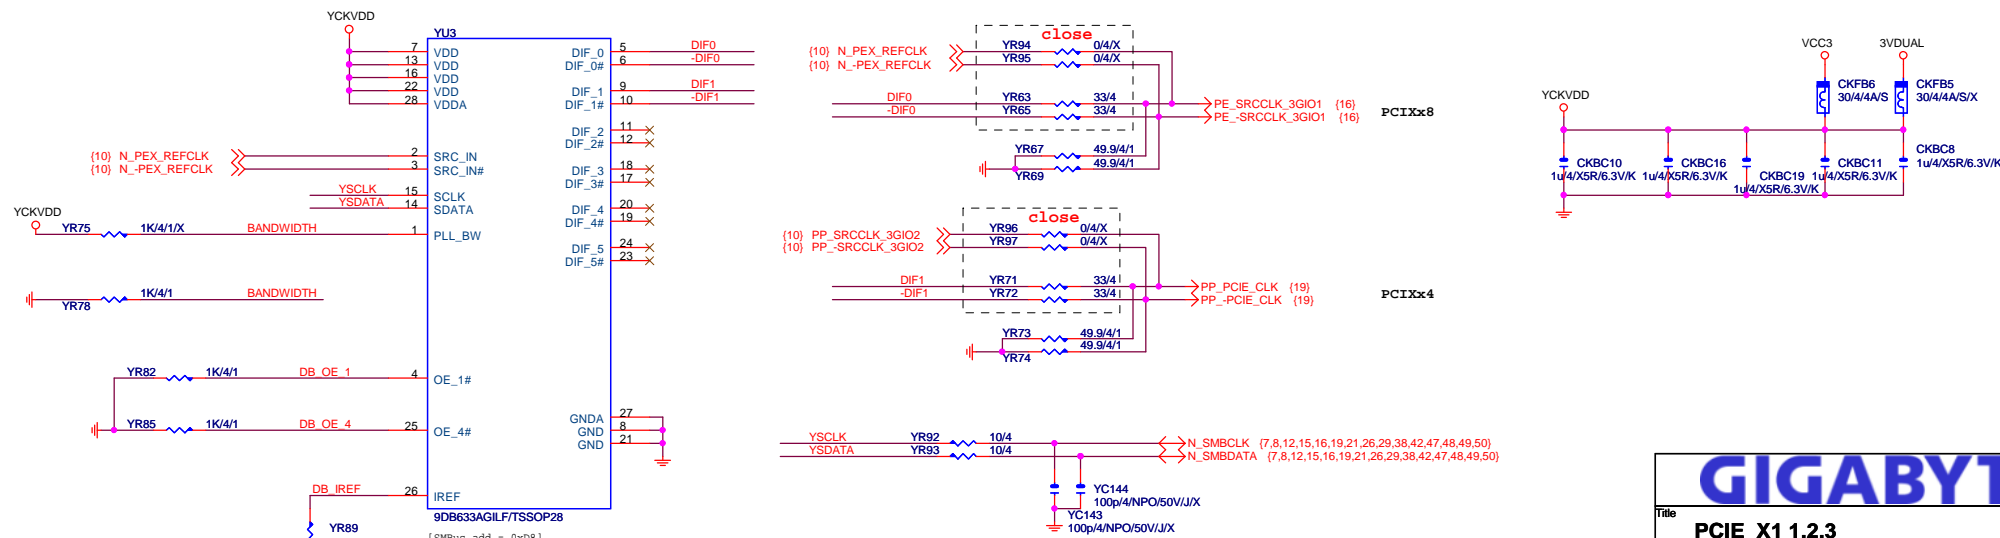 YCKVDD
YU3
7 VDD
13 VDD
16 VDD
22 VDD
28 VDDA
DIF_0 5 DIF0
DIF_0# 6 -DIF0
DIF_1 9 DIF1
DIF_1# 10 -DIF1
DIF_2 11
DIF_2# 12
DIF_3 18
DIF_3# 17
DIF_4 20
DIF_4# 19
DIF_5 24
DIF_5# 23
{10} N_PEX_REFCLK 2 SRC_IN
{10} N_-PEX_REFCLK 3 SRC_IN#
YSCLK 15 SCLK
YSDATA 14 SDATA
YCKVDD
YR75 1K/4/1/X BANDWIDTH 1 PLL_BW
YR78 1K/4/1 BANDWIDTH
YR82 1K/4/1 DB_OE_1 4 OE_1#
YR85 1K/4/1 DB_OE_4 25 OE_4#
GNDA 27
GND 8
GND 21
DB_IREF 26 IREF
YR89
9DB633AGILF/TSSOP28
[SMBus add = 0xD8]
close
{10} N_PEX_REFCLK YR94 0/4/X
{10} N_-PEX_REFCLK YR95 0/4/X
DIF0 YR63 33/4 PE_SRCCLK_3GIO1 {16}
-DIF0 YR65 33/4 PE_-SRCCLK_3GIO1 {16}
PCIXx8
YR67 49.9/4/1
YR69 49.9/4/1
close
{10} PP_SRCCLK_3GIO2 YR96 0/4/X
{10} PP_-SRCCLK_3GIO2 YR97 0/4/X
DIF1 YR71 33/4 PP_PCIE_CLK {19}
-DIF1 YR72 33/4 PP_-PCIE_CLK {19}
PCIXx4
YR73 49.9/4/1
YR74 49.9/4/1
YSCLK YR92 10/4 N_SMBCLK {7,8,12,15,16,19,21,26,29,38,42,47,48,49,50}
YSDATA YR93 10/4 N_SMBDATA {7,8,12,15,16,19,21,26,29,38,42,47,48,49,50}
YC144
100p/4/NPO/50V/J/X
YC143
100p/4/NPO/50V/J/X
VCC3
3VDUAL
CKFB6
30/4/4A/S
CKFB5
30/4/4A/S/X
YCKVDD
CKBC10
1u/4/X5R/6.3V/K
CKBC16
1u/4/X5R/6.3V/K
CKBC19
1u/4/X5R/6.3V/K
CKBC11
1u/4/X5R/6.3V/K
CKBC8
1u/4/X5R/6.3V/K
GIGABYT
Title
PCIE X1 1,2,3